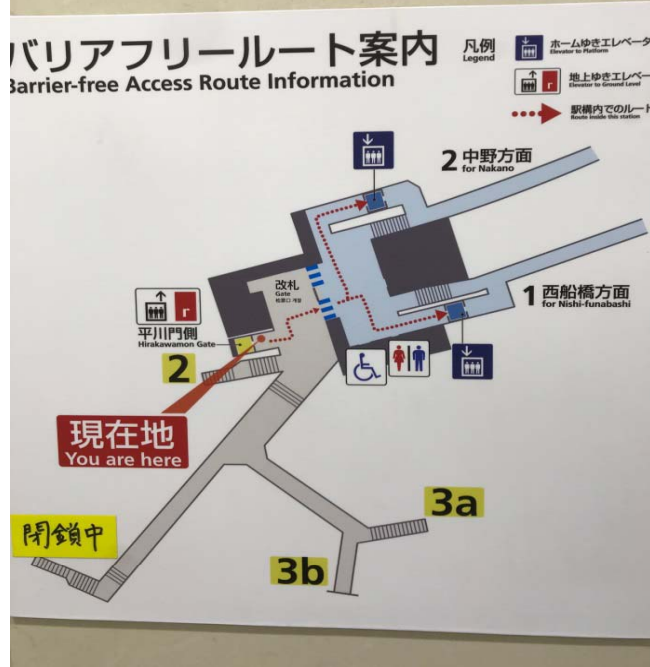 バリアフリールート案内
Barrier-free Access Route Information
凡例
Legend
ホームゆきエレベータ
Elevator to Platform
地上ゆきエレベー
Elevator to Ground Level
駅構内でのルート
Route inside this station
2 中野方面
for Nakano
改札
Gate
1 西船橋方面
for Nishi-funabashi
r
平川門側
Hirakawamon Gate
2
現在地
You are here
3a
閉鎖中
3b